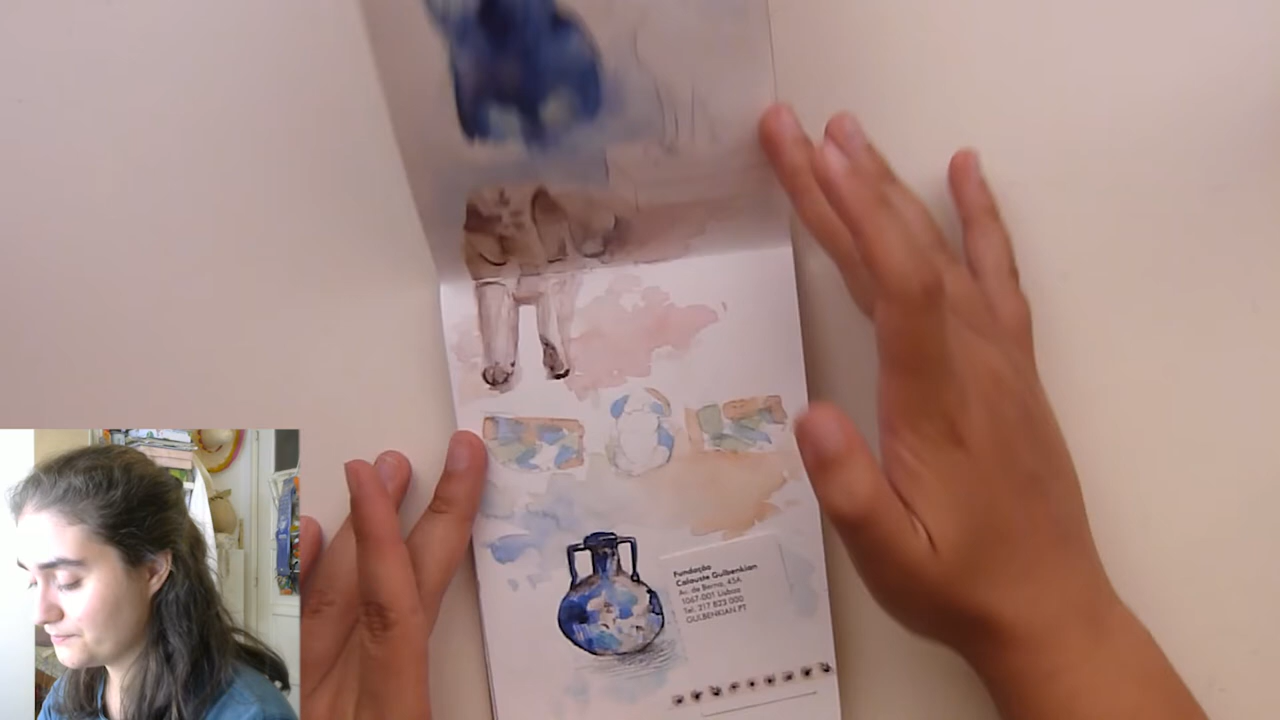 Fundação
Calouste Gulbenkian
Av. de Berna, 45A
1067-001 Lisboa
Tel. 217 823 000
GULBENKIAN.PT